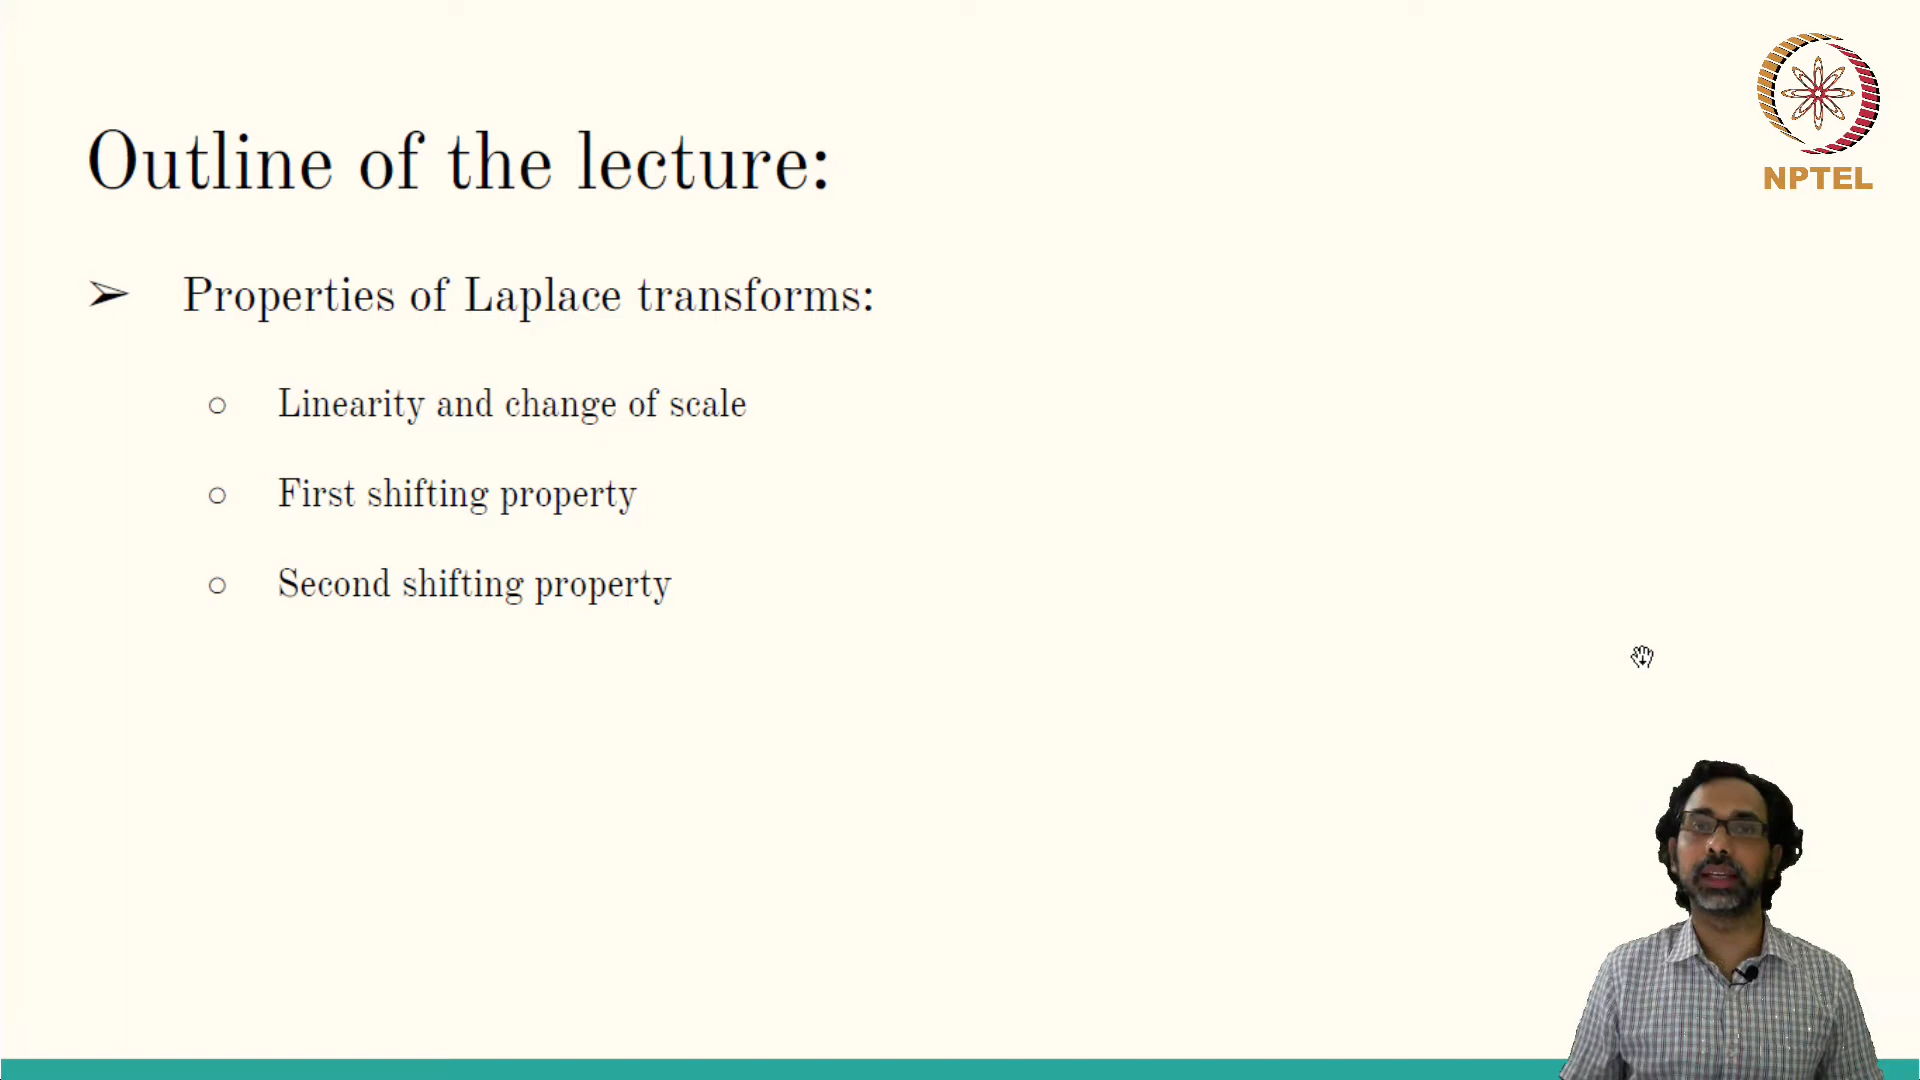 Outline of the lecture:
NPTEL
➢ Properties of Laplace transforms:
○ Linearity and change of scale
○ First shifting property
○ Second shifting property